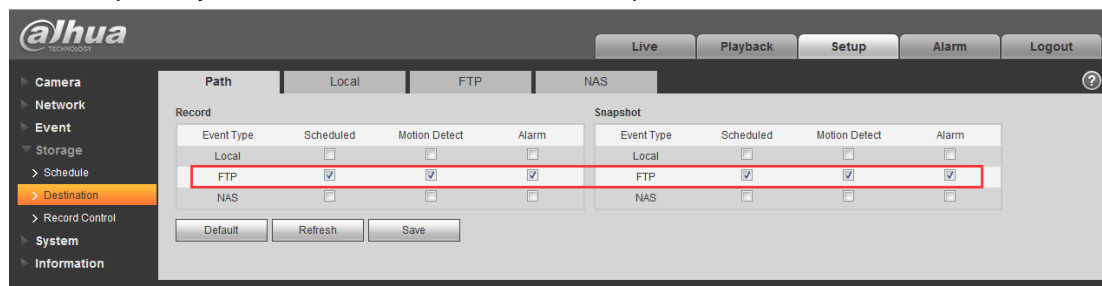 alhua
TECHNOLOGY
Live Playback Setup Alarm Logout
Camera
Network
Event
Storage
Schedule
Destination
Record Control
System
Information
Path Local FTP NAS ?
Record
Event Type Scheduled Motion Detect Alarm
Local
FTP
NAS
Snapshot
Event Type Scheduled Motion Detect Alarm
Local
FTP
NAS
Default Refresh Save